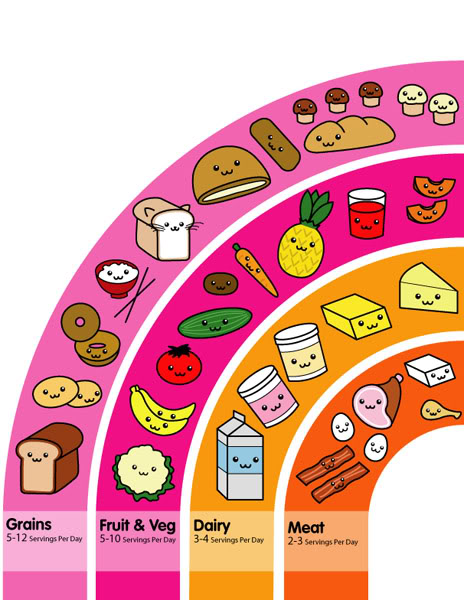 Grains
5-12 Servings Per Day
Fruit & Veg
5-10 Servings Per Day
Dairy
3-4 Servings Per Day
Meat
2-3 Servings Per Day